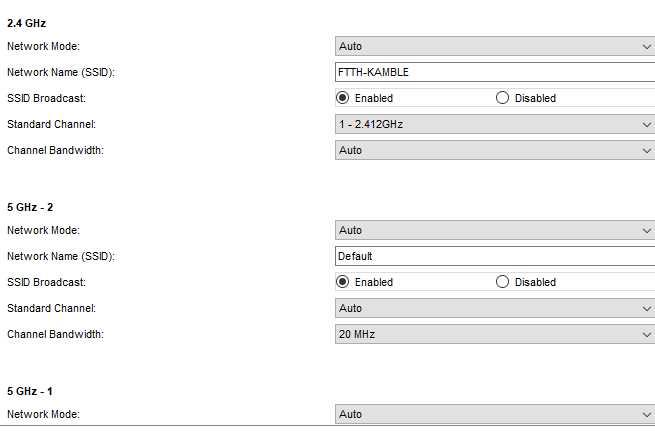 2.4 GHz
Network Mode: Auto
Network Name (SSID): FTTH-KAMBLE
SSID Broadcast: Enabled Disabled
Standard Channel: 1 - 2.412GHz
Channel Bandwidth: Auto
5 GHz - 2
Network Mode: Auto
Network Name (SSID): Default
SSID Broadcast: Enabled Disabled
Standard Channel: Auto
Channel Bandwidth: 20 MHz
5 GHz - 1
Network Mode: Auto